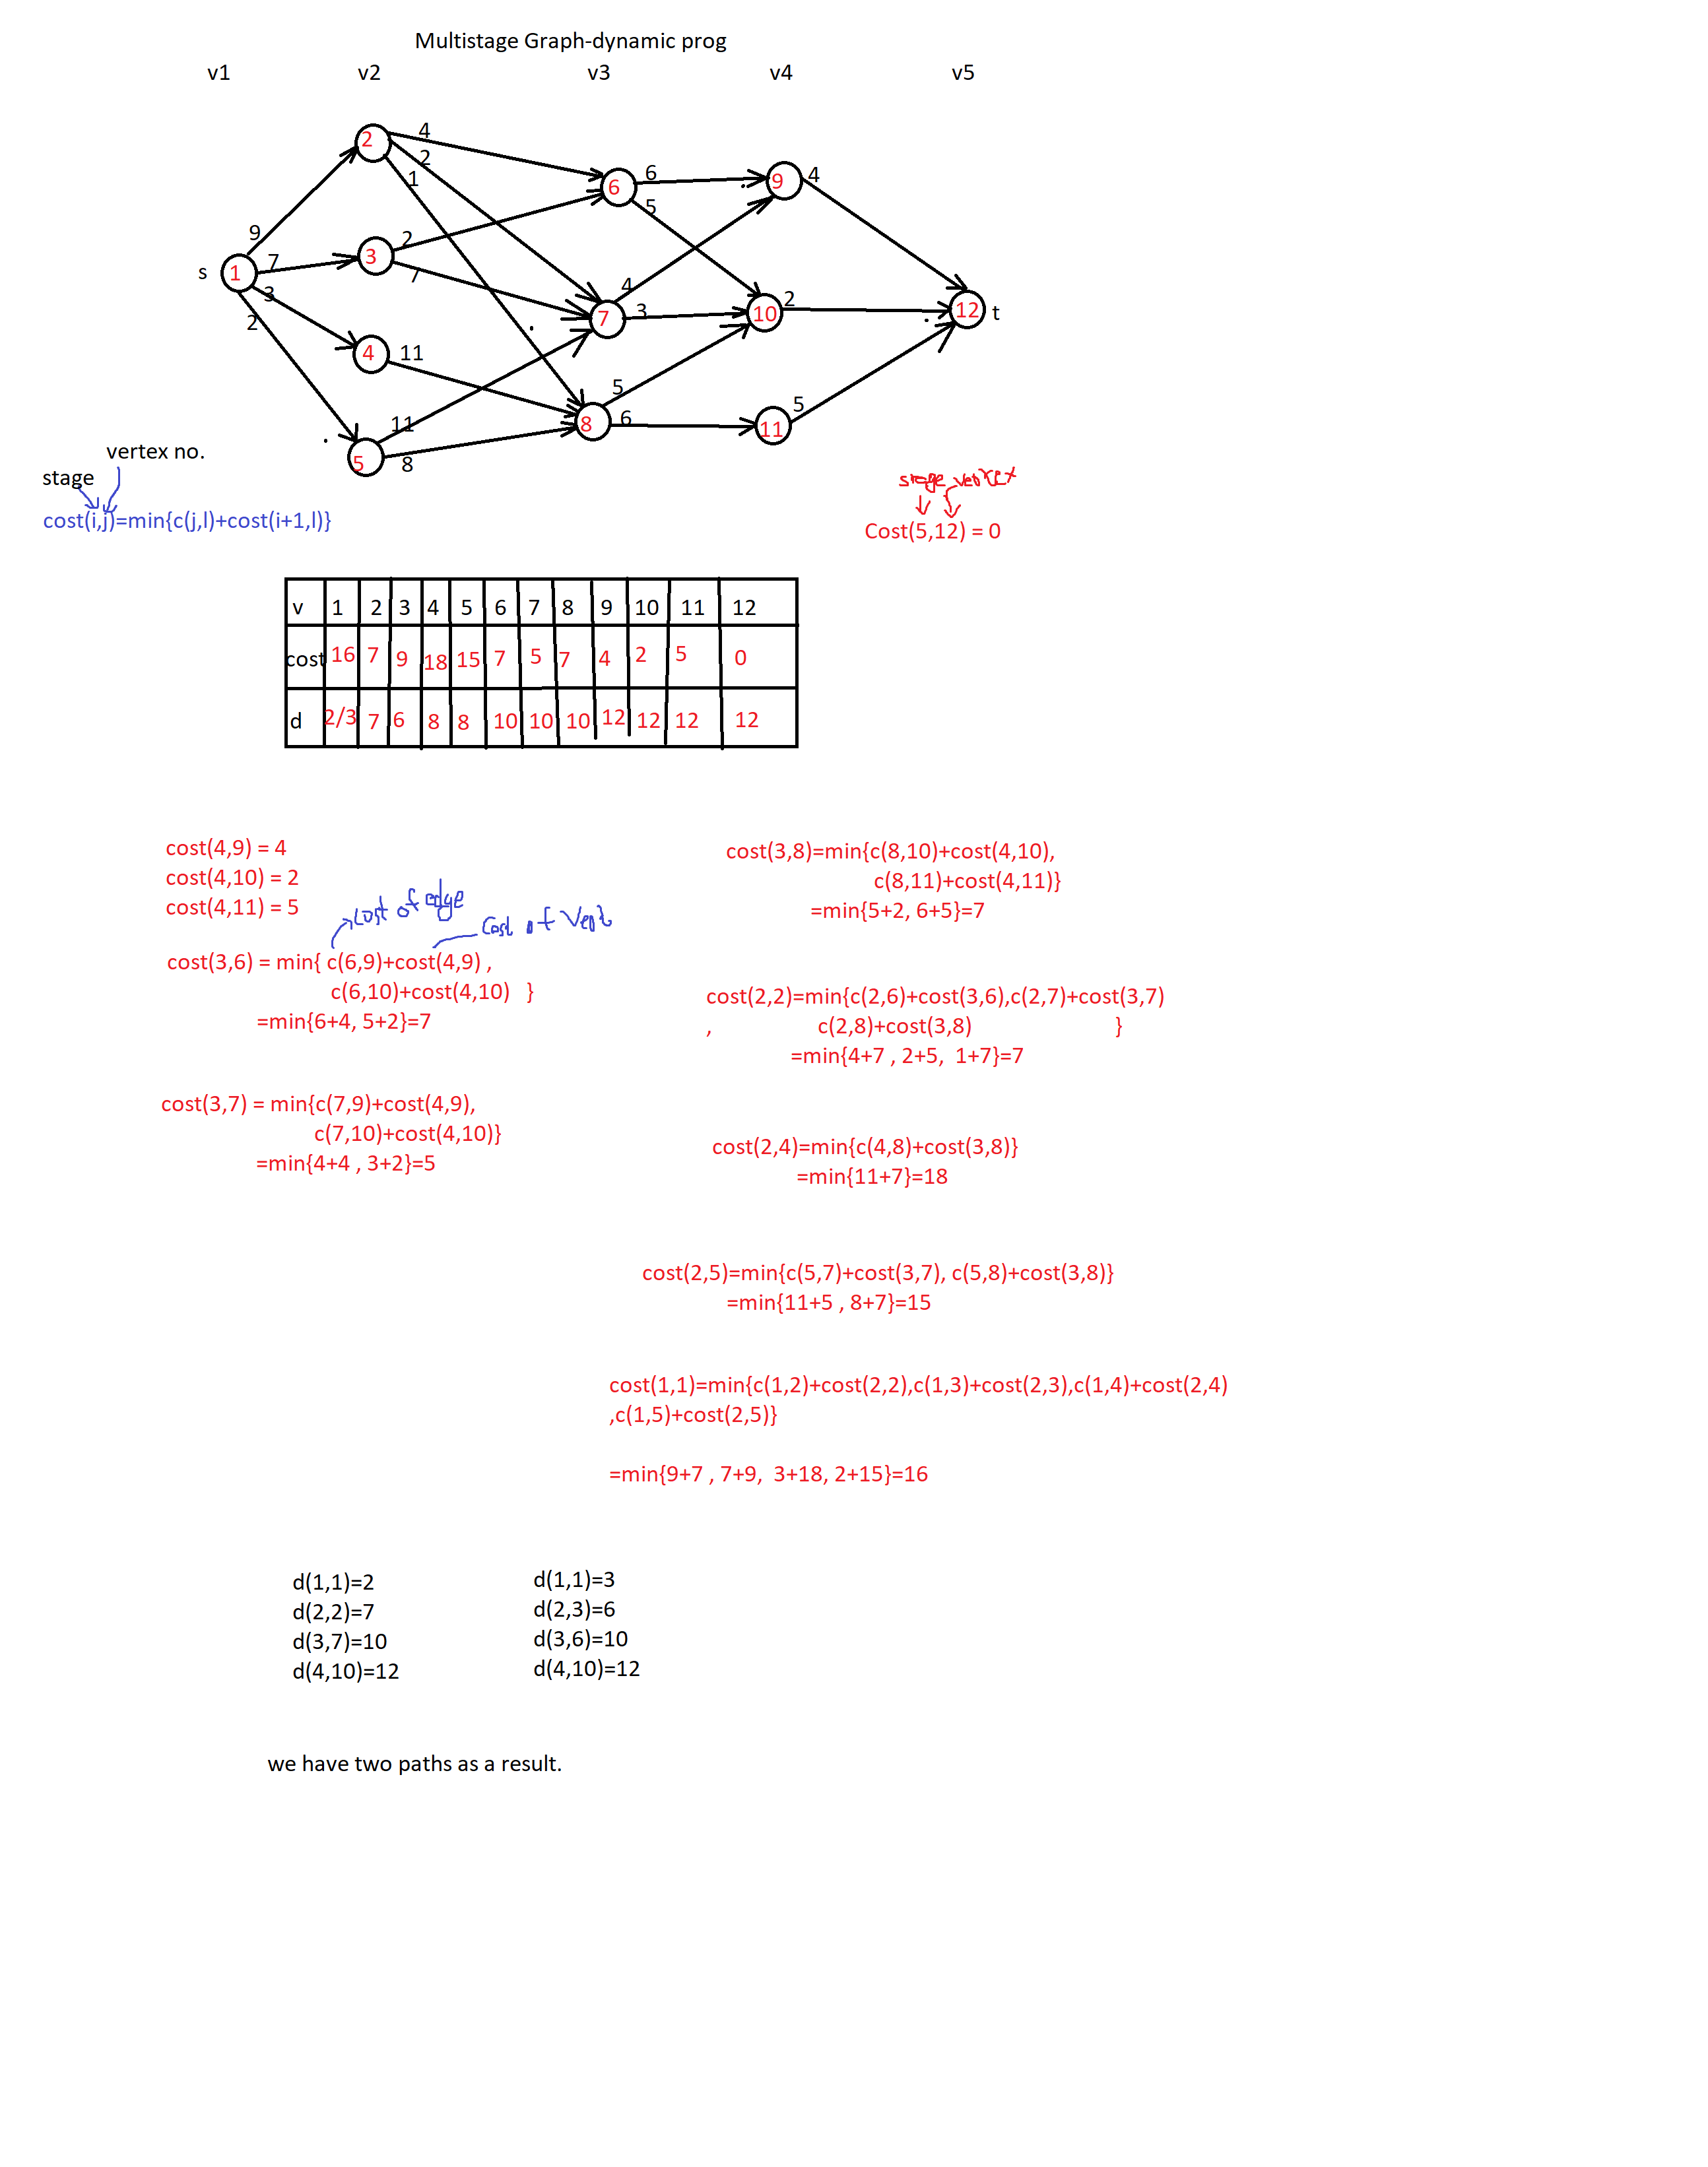 Multistage Graph-dynamic prog
v1 v2 v3 v4 v5
4
2
2
1
6
6
5
9
4
9
s 1
7
3
2
3
2
7
7
4
3
10
2
12 t
4
11
5
8
6
11
5
5
11
8
vertex no.
stage
cost(i,j)=min{c(j,l)+cost(i+1,l)}
stage vertex
Cost(5,12) = 0
v 1 2 3 4 5 6 7 8 9 10 11 12
cost 16 7 9 18 15 7 5 7 4 2 5 0
d 2/3 7 6 8 8 10 10 10 12 12 12 12
cost(4,9) = 4
cost(4,10) = 2
cost(4,11) = 5
cost of edge
cost of Vert
cost(3,6) = min{ c(6,9)+cost(4,9) ,
c(6,10)+cost(4,10) }
=min{6+4, 5+2}=7
cost(3,7) = min{c(7,9)+cost(4,9),
c(7,10)+cost(4,10)}
=min{4+4 , 3+2}=5
cost(3,8)=min{c(8,10)+cost(4,10),
c(8,11)+cost(4,11)}
=min{5+2, 6+5}=7
cost(2,2)=min{c(2,6)+cost(3,6),c(2,7)+cost(3,7)
, c(2,8)+cost(3,8) }
=min{4+7 , 2+5, 1+7}=7
cost(2,4)=min{c(4,8)+cost(3,8)}
=min{11+7}=18
cost(2,5)=min{c(5,7)+cost(3,7), c(5,8)+cost(3,8)}
=min{11+5 , 8+7}=15
cost(1,1)=min{c(1,2)+cost(2,2),c(1,3)+cost(2,3),c(1,4)+cost(2,4)
,c(1,5)+cost(2,5)}
=min{9+7 , 7+9, 3+18, 2+15}=16
d(1,1)=2
d(2,2)=7
d(3,7)=10
d(4,10)=12
d(1,1)=3
d(2,3)=6
d(3,6)=10
d(4,10)=12
we have two paths as a result.